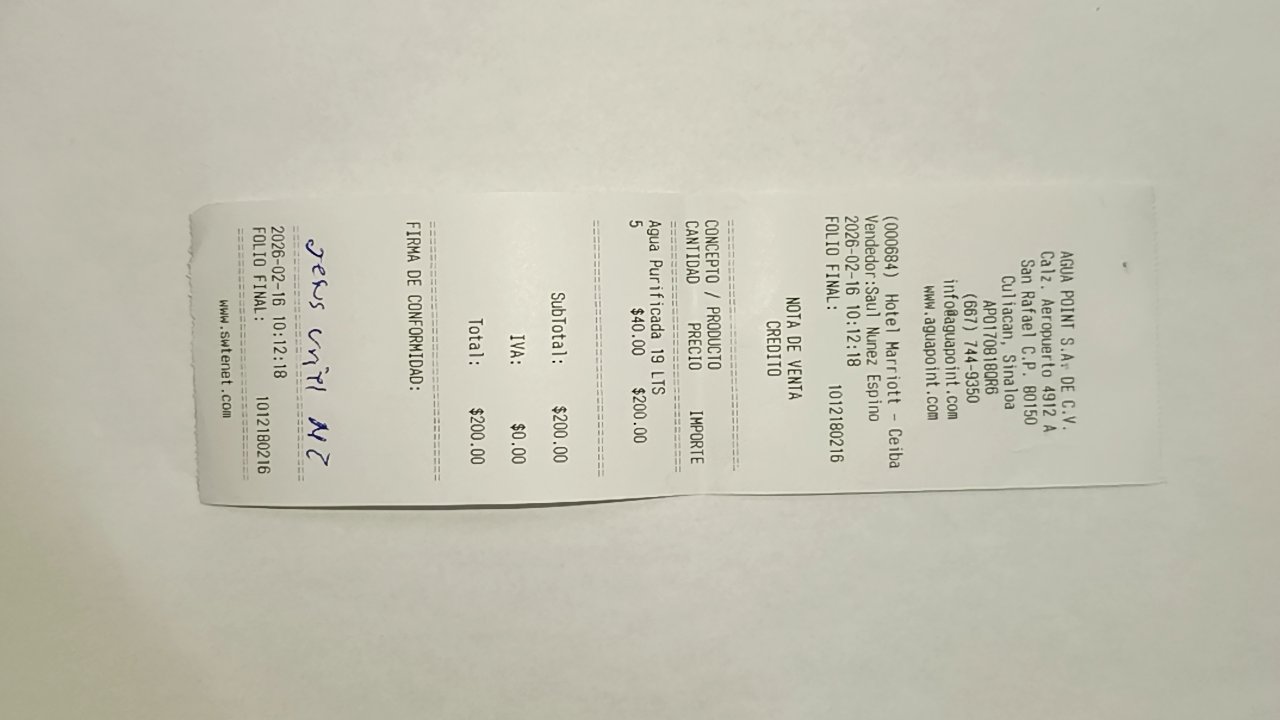 AGUA POINT S.A. DE C.V.
Calz. Aeropuerto 4912 A
San Rafael C.P. 80150
Culiacan, Sinaloa
APO170818QR6
(667) 744-9350
info@aguapoint.com
www.aguapoint.com
(000684) Hotel Marriott - Ceiba
Vendedor:Saul Nunez Espino
2026-02-16 10:12:18
FOLIO FINAL: 1012180216
NOTA DE VENTA
CREDITO
CONCEPTO / PRODUCTO
CANTIDAD PRECIO IMPORTE
Agua Purificada 19 LTS
5 $40.00 $200.00
SubTotal: $200.00
IVA: $0.00
Total: $200.00
FIRMA DE CONFORMIDAD:
2026-02-16 10:12:18
FOLIO FINAL: 1012180216
www.swtenet.com